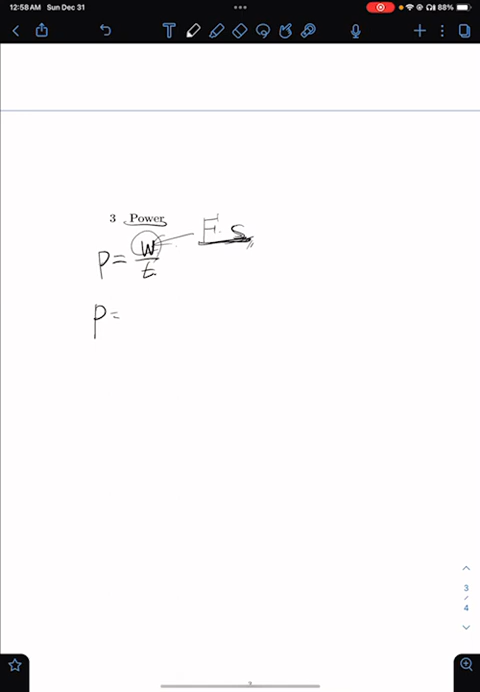 12:58 AM Sun Dec 31
88%
T
3 Power
F. s
P = W
t
P =
3
/
4